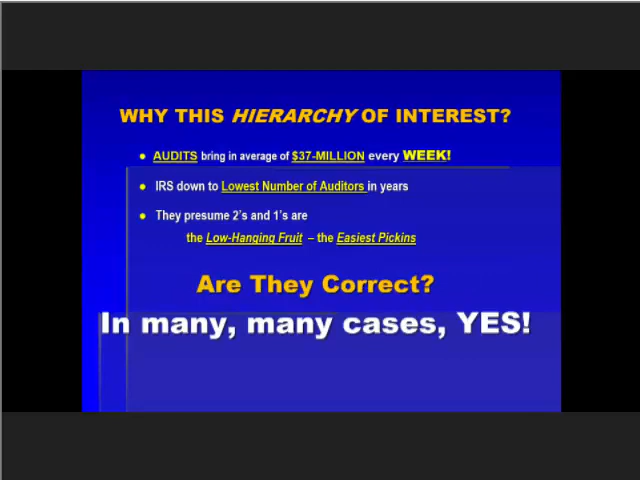 WHY THIS HIERARCHY OF INTEREST?
• AUDITS bring in average of $37-MILLION every WEEK!
• IRS down to Lowest Number of Auditors in years
• They presume 2's and 1's are
the Low-Hanging Fruit – the Easiest Pickins
Are They Correct?
In many, many cases, YES!